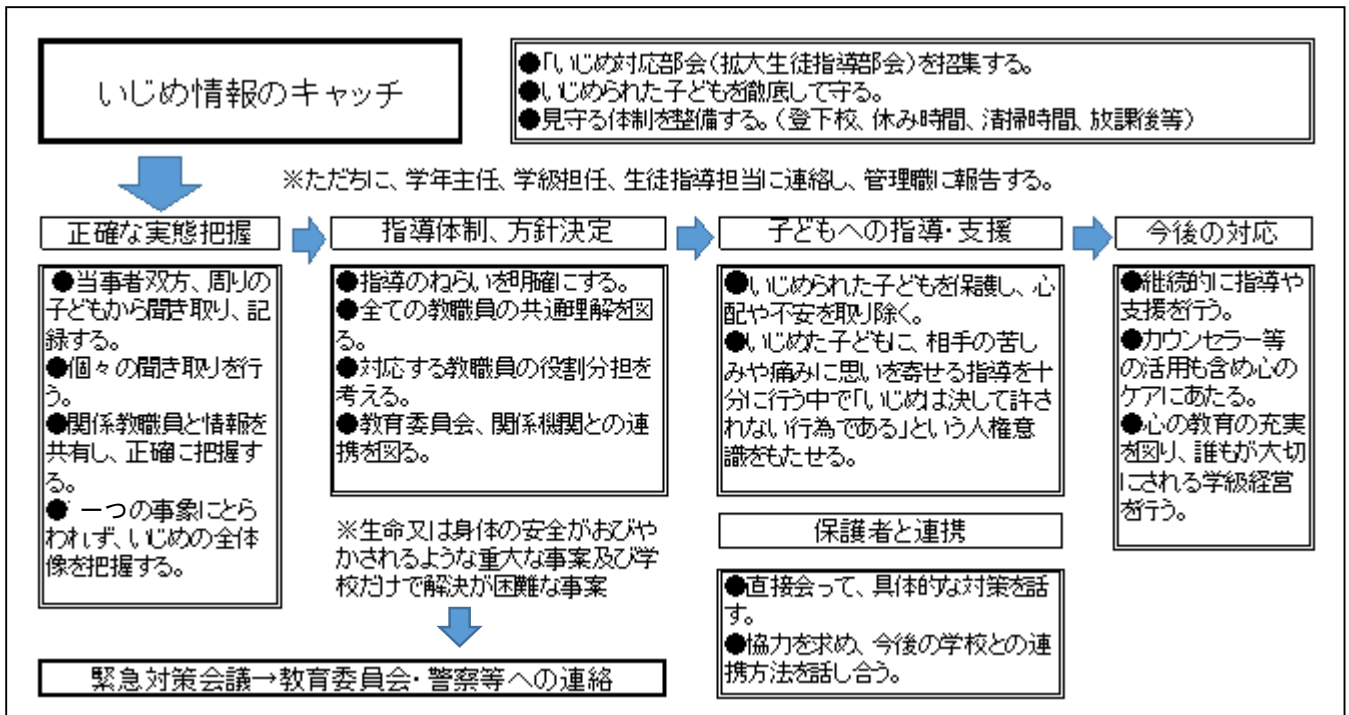 いじめ情報のキャッチ
●「いじめ対応部会(拡大生徒指導部会)を招集する。
●いじめられた子どもを徹底して守る。
●見守る体制を整備する。(登下校、休み時間、清掃時間、放課後等)
※ただちに、学年主任、学級担任、生徒指導担当に連絡し、管理職に報告する。
正確な実態把握
●当事者双方、周りの
子どもから聞き取り、記
録する。
●個々の聞き取りを行
う。
●関係教職員と情報を
共有し、正確に把握す
る。
●一つの事象にとら
われず、いじめの全体
像を把握する。
指導体制、方針決定
●指導のねらいを明確にする。
●全ての教職員の共通理解を図
る。
●対応する教職員の役割分担を
考える。
●教育委員会、関係機関との連
携を図る。
※生命又は身体の安全がおびや
かされるような重大な事案及び学
校だけで解決が困難な事案
緊急対策会議→教育委員会・警察等への連絡
子どもへの指導・支援
●いじめられた子どもを保護し、心
配や不安を取り除く。
●いじめた子どもに、相手の苦し
みや痛みに思いを寄せる指導を十
分に行う中で「いじめは決して許さ
れない行為である」という人権意
識をもたせる。
保護者と連携
●直接会って、具体的な対策を話
す。
●協力を求め、今後の学校との連
携方法を話し合う。
今後の対応
●継続的に指導や
支援を行う。
●カウンセラー等
の活用も含め心の
ケアにあたる。
●心の教育の充実
を図り、誰もが大切
にされる学級経営
を行う。